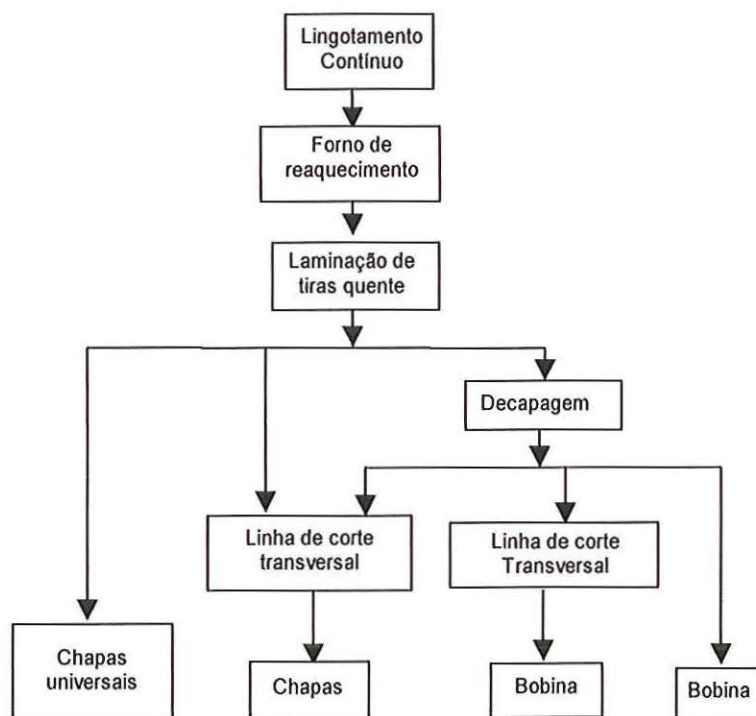 Lingotamento
Contínuo
Forno de
reaquecimento
Laminação de
tiras quente
Decapagem
Linha de corte
transversal
Linha de corte
Transversal
Chapas
universais
Chapas
Bobina
Bobina